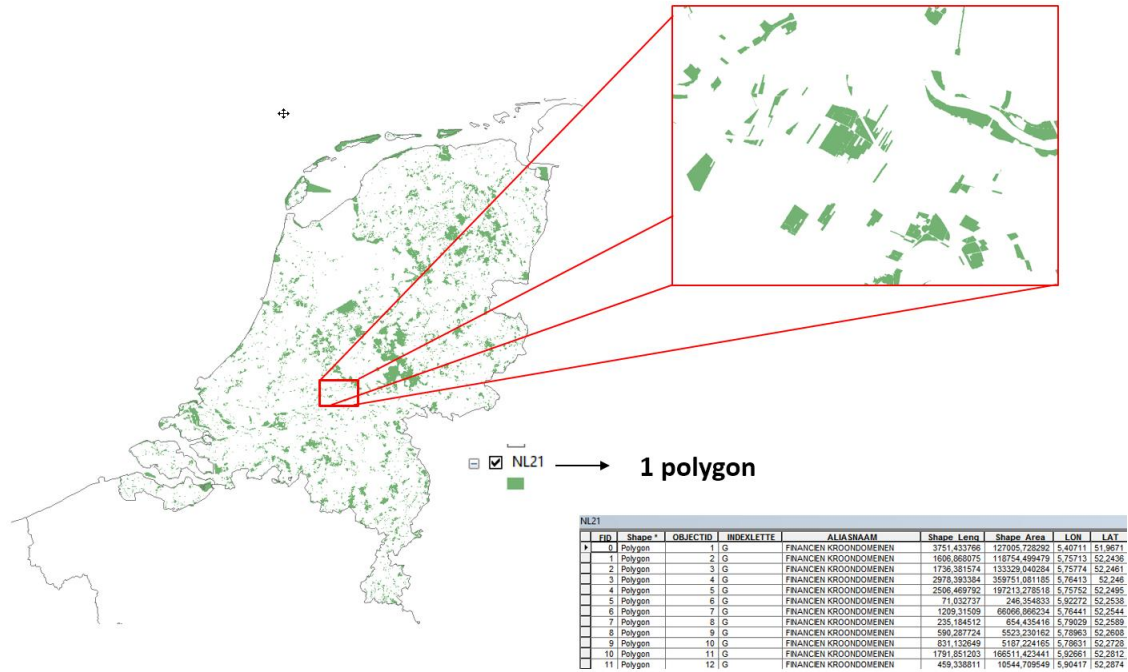 NL21
1 polygon
NL21
FID Shape * OBJECTID INDEXLETTE ALIASNAAM Shape_Leng Shape_Area LON LAT
0 Polygon 1 G FINANCIEN KROONDOMEINEN 3751,433766 127005,728292 5,40711 51,9671
1 Polygon 2 G FINANCIEN KROONDOMEINEN 1606,868075 118754,499479 5,75713 52,2436
2 Polygon 3 G FINANCIEN KROONDOMEINEN 1736,381574 133329,040284 5,75774 52,2461
3 Polygon 4 G FINANCIEN KROONDOMEINEN 2978,393384 359751,081185 5,76413 52,246
4 Polygon 5 G FINANCIEN KROONDOMEINEN 2506,469792 197213,278518 5,75752 52,2495
5 Polygon 6 G FINANCIEN KROONDOMEINEN 71,032737 246,354833 5,92272 52,2538
6 Polygon 7 G FINANCIEN KROONDOMEINEN 1209,31509 66066,866234 5,76441 52,2544
7 Polygon 8 G FINANCIEN KROONDOMEINEN 235,184512 654,435416 5,79029 52,2589
8 Polygon 9 G FINANCIEN KROONDOMEINEN 590,287724 5523,230162 5,78963 52,2608
9 Polygon 10 G FINANCIEN KROONDOMEINEN 831,132649 5187,224165 5,78631 52,2728
10 Polygon 11 G FINANCIEN KROONDOMEINEN 1791,851203 166511,423441 5,92661 52,2812
11 Polygon 12 G FINANCIEN KROONDOMEINEN 459,338811 10544,709549 5,90417 52,2874